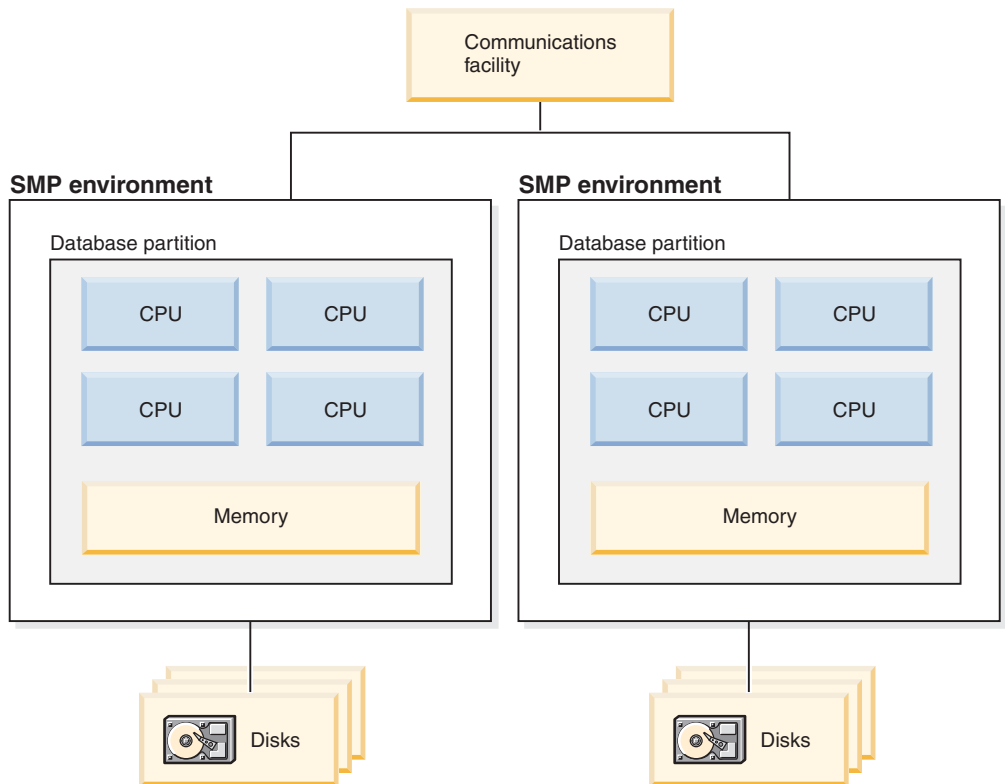 Communications
facility
SMP environment
Database partition
CPU
CPU
CPU
CPU
Memory
Disks
SMP environment
Database partition
CPU
CPU
CPU
CPU
Memory
Disks